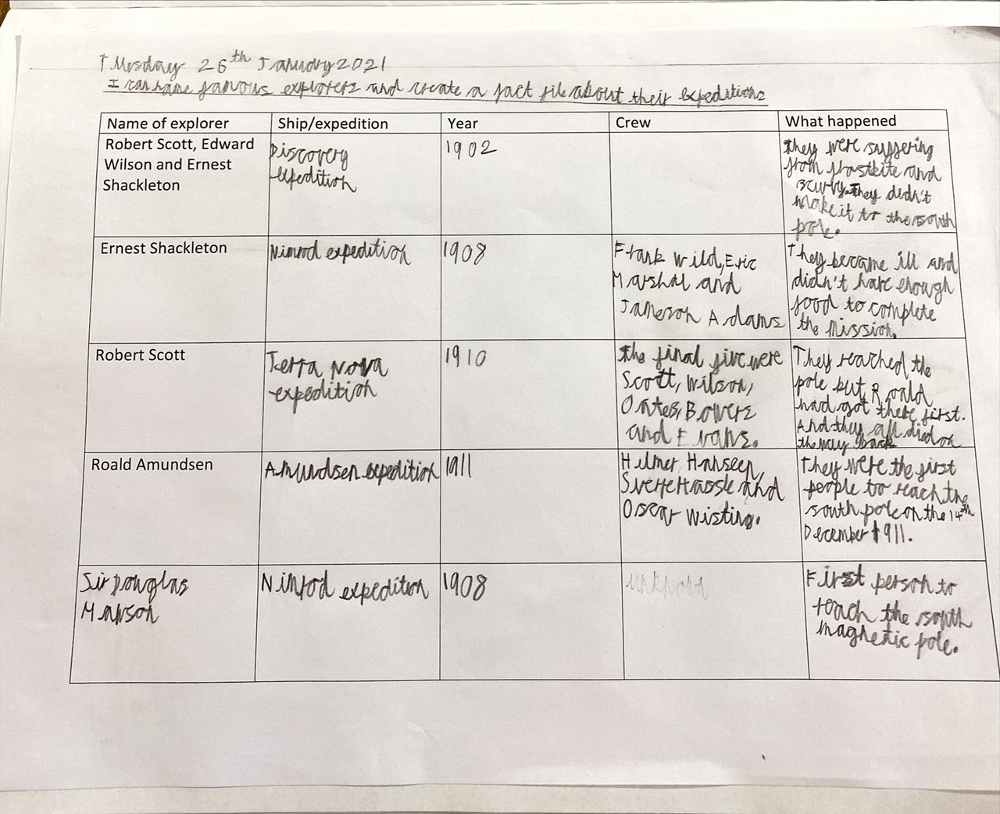 Tuesday 26th January 2021
I can name famous explorers and create a fact file about their expeditions
Name of explorer Ship/expedition Year Crew What happened
Robert Scott, Edward
Wilson and Ernest
Shackleton
Discovery
expedition
1902
they were suffering
from frostbite and
scurvy. They didn't
make it to the south
pole.
Ernest Shackleton
Nimrod expedition
1908
Frank Wild, Eric
Marshal and
Jameson Adams
They became ill and
didn't have enough
food to complete
the mission.
Robert Scott
Terra Nova
expedition
1910
the final five were
Scott, Wilson,
Oates, Bowers
and Evans.
They reached the
pole but Roald
had got there first.
And they all died on
the way back
Roald Amundsen
Amundsen expedition
1911
Helmer Hanseen,
Sverre Hassle and
Oscar Wisting.
They were the first
people to reach the
south pole on the 14th
December 1911.
Sir Douglas
Mawson
Nimrod expedition
1908
unknown
First person to
reach the south
magnetic pole.